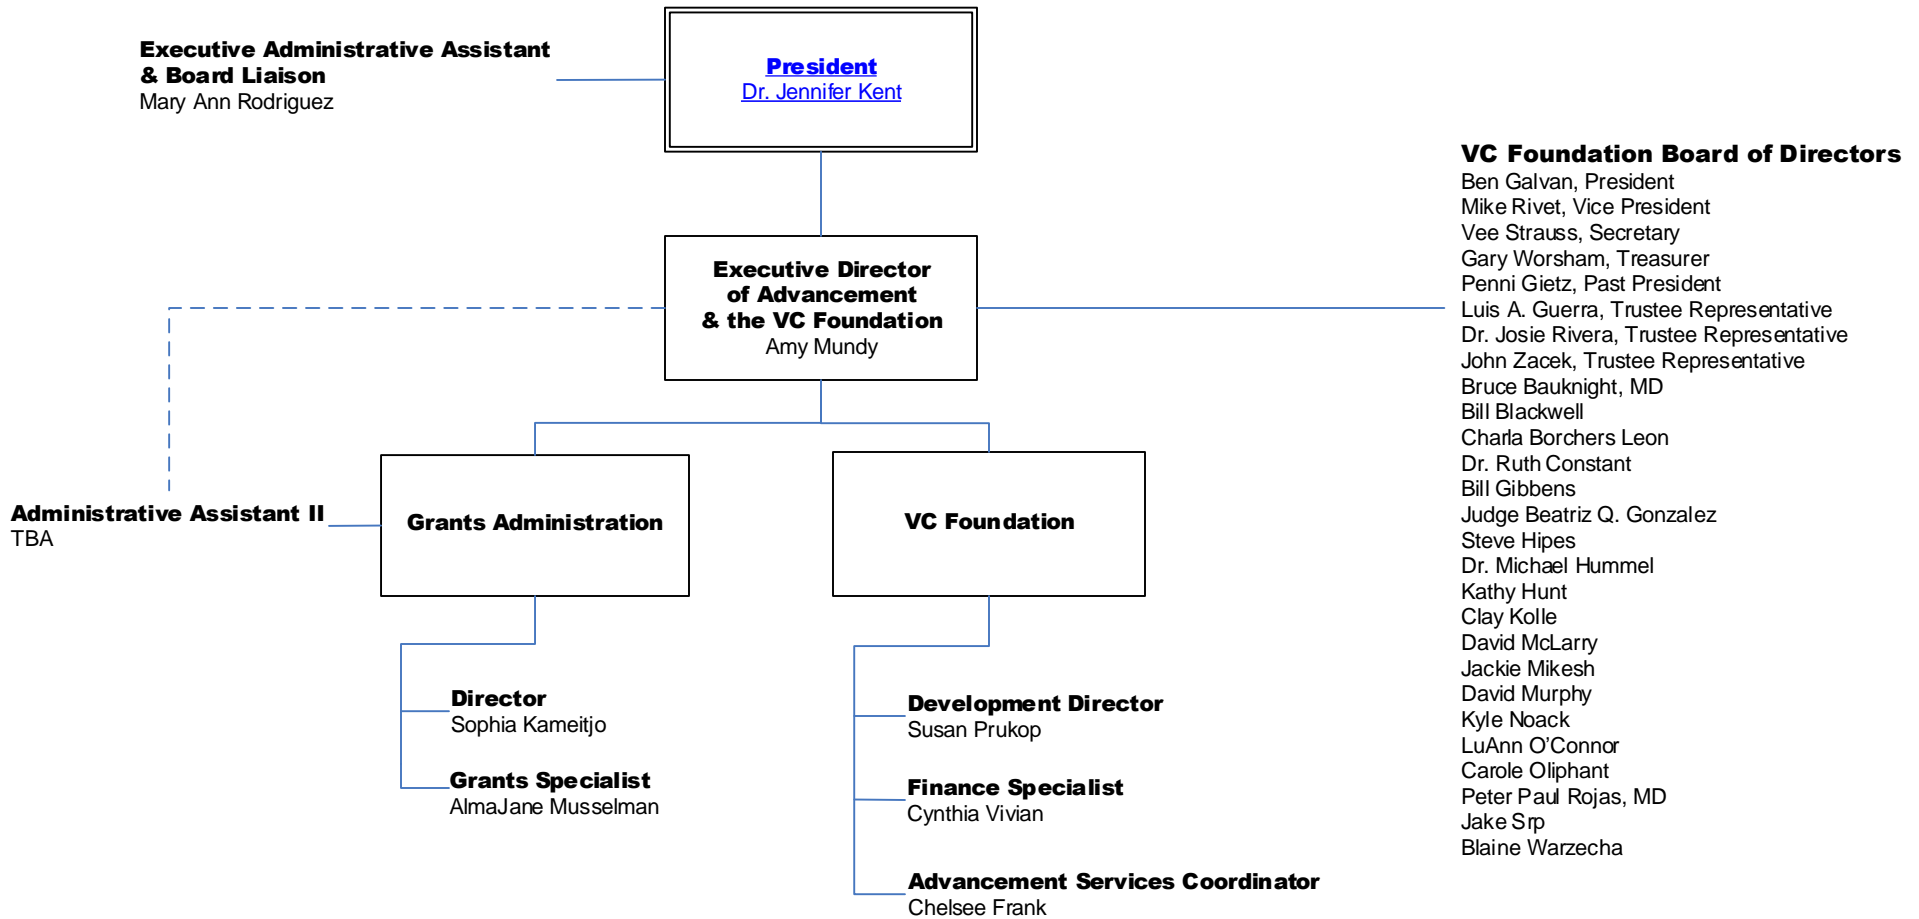 Executive Administrative Assistant
& Board Liaison
Mary Ann Rodriguez
President
Dr. Jennifer Kent
Executive Director
of Advancement
& the VC Foundation
Amy Mundy
VC Foundation Board of Directors
Ben Galvan, President
Mike Rivet, Vice President
Vee Strauss, Secretary
Gary Worsham, Treasurer
Penni Gietz, Past President
Luis A. Guerra, Trustee Representative
Dr. Josie Rivera, Trustee Representative
John Zacek, Trustee Representative
Bruce Bauknight, MD
Bill Blackwell
Charla Borchers Leon
Dr. Ruth Constant
Bill Gibbens
Judge Beatriz Q. Gonzalez
Steve Hipes
Dr. Michael Hummel
Kathy Hunt
Clay Kolle
David McLarry
Jackie Mikesh
David Murphy
Kyle Noack
LuAnn O’Connor
Carole Oliphant
Peter Paul Rojas, MD
Jake Srp
Blaine Warzecha
Administrative Assistant II
TBA
Grants Administration
Director
Sophia Kameitjo
Grants Specialist
AlmaJane Musselman
VC Foundation
Development Director
Susan Prukop
Finance Specialist
Cynthia Vivian
Advancement Services Coordinator
Chelsee Frank